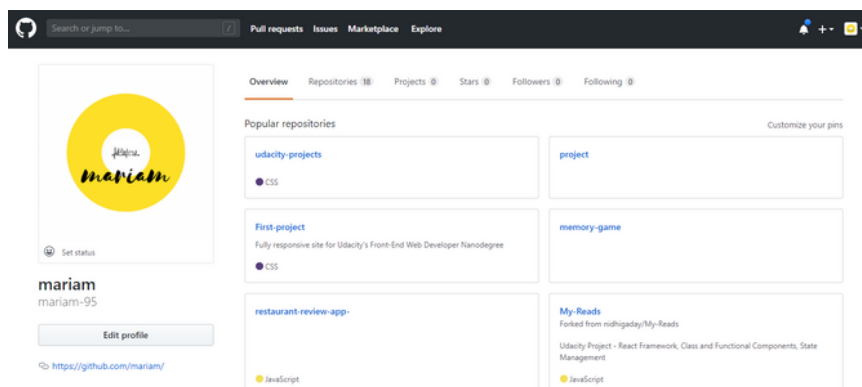 Search or jump to...
/
Pull requests Issues Marketplace Explore
Overview Repositories 18 Projects 0 Stars 0 Followers 0 Following 0
Popular repositories
Customize your pins
udacity-projects
CSS
project
First-project
Fully responsive site for Udacity's Front-End Web Developer Nanodegree
CSS
memory-game
restaurant-review-app-
JavaScript
My-Reads
Forked from nidhigaday/My-Reads
Udacity Project - React Framework, Class and Functional Components, State
Management
JavaScript
mariam
Set status
mariam
mariam-95
Edit profile
https://github.com/mariam/